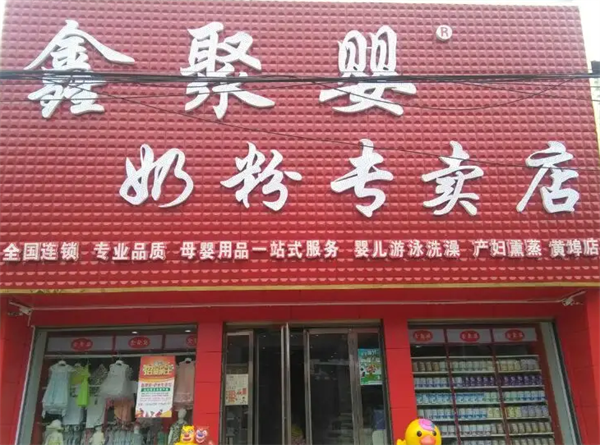 鑫聚婴®
奶粉专卖店
全国连锁 专业品质 母婴用品一站式服务 婴儿游泳洗澡 产妇熏蒸 黄埠店